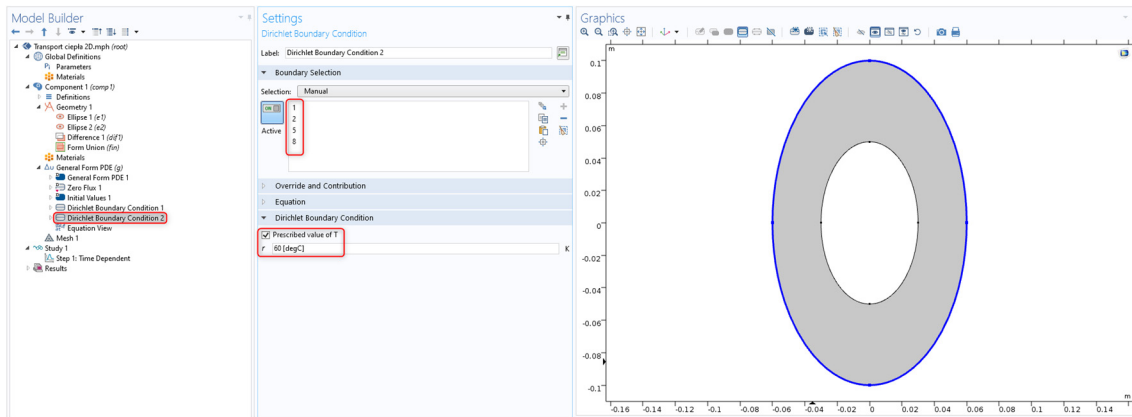 Model Builder
Transport ciepła 2D.mph (root)
Global Definitions
Pi Parameters
Materials
Component 1 (comp1)
Definitions
Geometry 1
Ellipse 1 (e1)
Ellipse 2 (e2)
Difference 1 (dif1)
Form Union (fin)
Materials
Δu General Form PDE (g)
General Form PDE 1
Zero Flux 1
Initial Values 1
Dirichlet Boundary Condition 1
Dirichlet Boundary Condition 2
Equation View
Mesh 1
Study 1
Step 1: Time Dependent
Results
Settings
Dirichlet Boundary Condition
Label: Dirichlet Boundary Condition 2
Boundary Selection
Selection: Manual
Active
1
2
5
8
Override and Contribution
Equation
Dirichlet Boundary Condition
Prescribed value of T
r 60 [degC] K
Graphics
m
0.1
0.08
0.06
0.04
0.02
0
-0.02
-0.04
-0.06
-0.08
-0.1
m
-0.16 -0.14 -0.12 -0.1 -0.08 -0.06 -0.04 -0.02 0 0.02 0.04 0.06 0.08 0.1 0.12 0.14